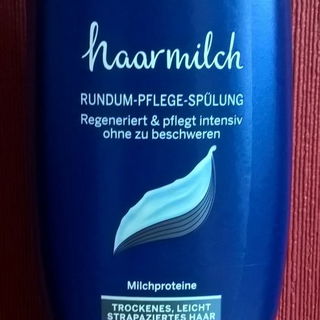 haarmilch
RUNDUM-PFLEGE-SPÜLUNG
Regeneriert & pflegt intensiv
ohne zu beschweren
Milchproteine
TROCKENES, LEICHT
STRAPAZIERTES HAAR